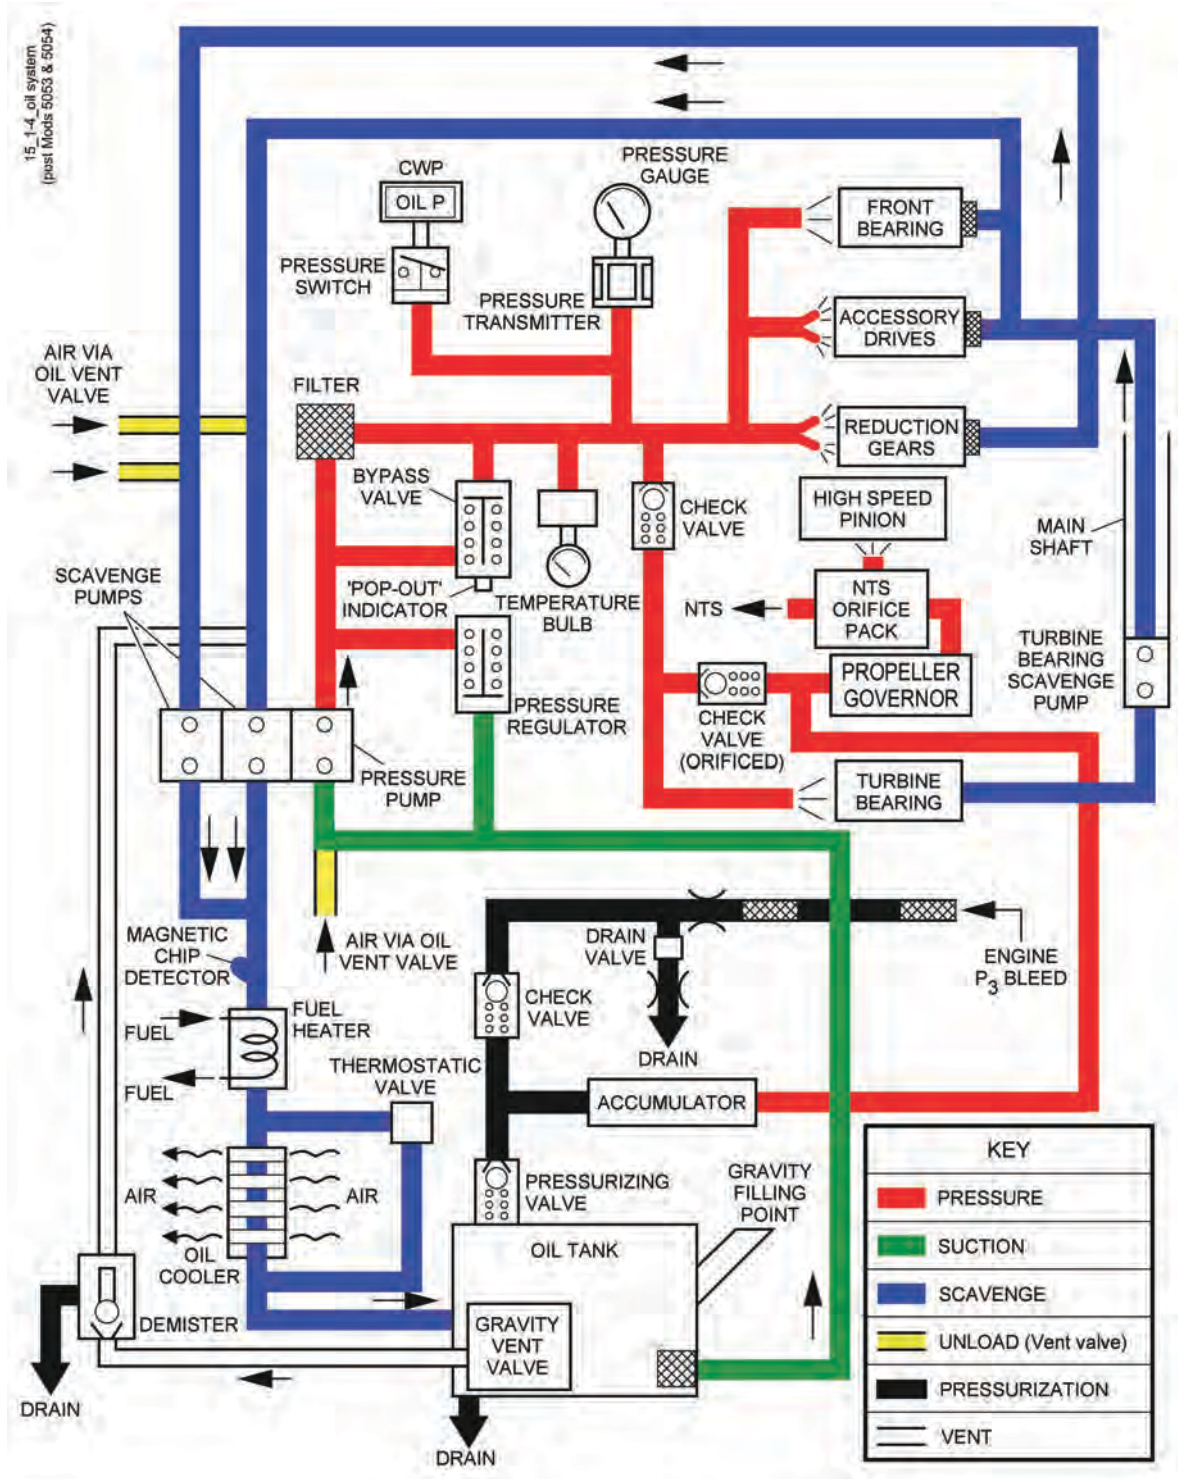 15_1-4_oil system
(post Mods 5053 & 5054)
CWP
OIL P
PRESSURE
GAUGE
PRESSURE
SWITCH
PRESSURE
TRANSMITTER
FRONT
BEARING
ACCESSORY
DRIVES
REDUCTION
GEARS
AIR VIA
OIL VENT
VALVE
FILTER
BYPASS
VALVE
CHECK
VALVE
HIGH SPEED
PINION
MAIN
SHAFT
SCAVENGE
PUMPS
'POP-OUT'
INDICATOR
TEMPERATURE
BULB
NTS
NTS
ORIFICE
PACK
TURBINE
BEARING
SCAVENGE
PUMP
PROPELLER
GOVERNOR
PRESSURE
REGULATOR
CHECK
VALVE
(ORIFICED)
PRESSURE
PUMP
TURBINE
BEARING
MAGNETIC
CHIP
DETECTOR
AIR VIA OIL
VENT VALVE
DRAIN
VALVE
ENGINE
P3 BLEED
CHECK
VALVE
FUEL
FUEL
HEATER
FUEL
DRAIN
THERMOSTATIC
VALVE
ACCUMULATOR
KEY
PRESSURE
SUCTION
SCAVENGE
UNLOAD (Vent valve)
PRESSURIZATION
VENT
AIR
AIR
OIL
COOLER
PRESSURIZING
VALVE
GRAVITY
FILLING
POINT
OIL TANK
DEMISTER
GRAVITY
VENT
VALVE
DRAIN
DRAIN